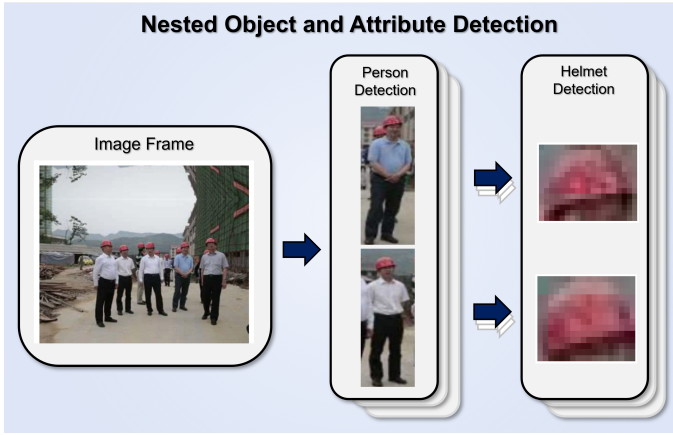 Nested Object and Attribute Detection
Image Frame
Person
Detection
Helmet
Detection